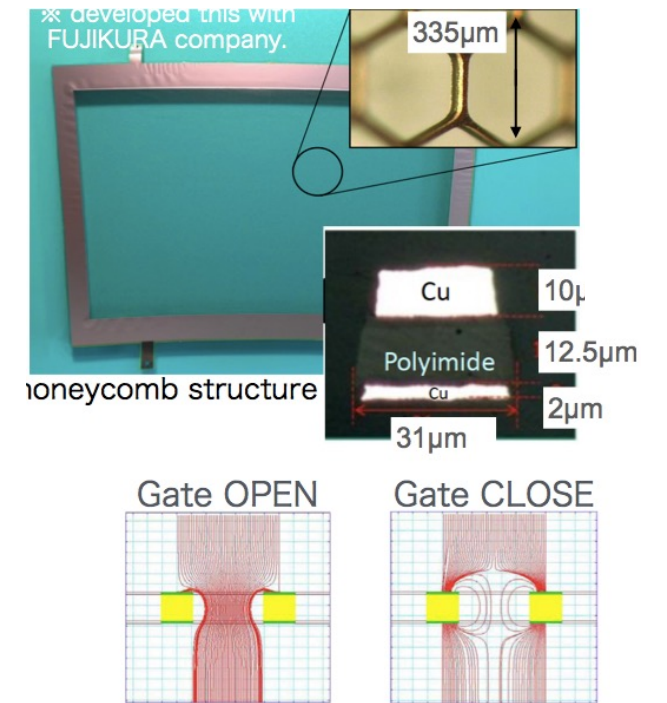 ※ developed this with
FUJIKURA company.
335μm
Cu
10μ
Polyimide
12.5μm
Cu
2μm
31μm
honeycomb structure
Gate OPEN
Gate CLOSE